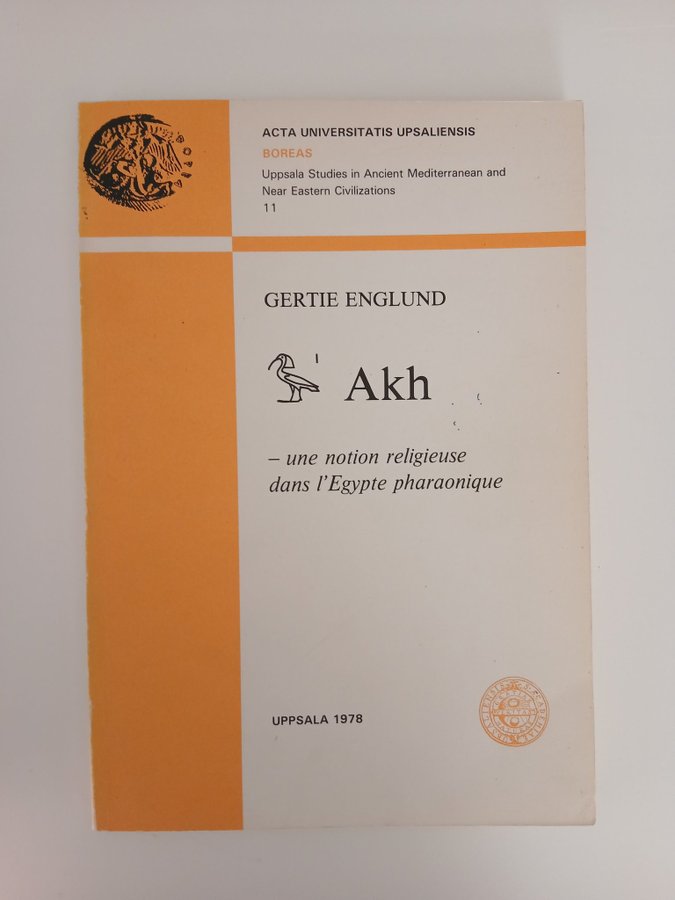 ACTA UNIVERSITATIS UPSALIENSIS
BOREAS
Uppsala Studies in Ancient Mediterranean and
Near Eastern Civilizations
11
GERTIE ENGLUND
Akh
– une notion religieuse
dans l'Egypte pharaonique
UPPSALA 1978